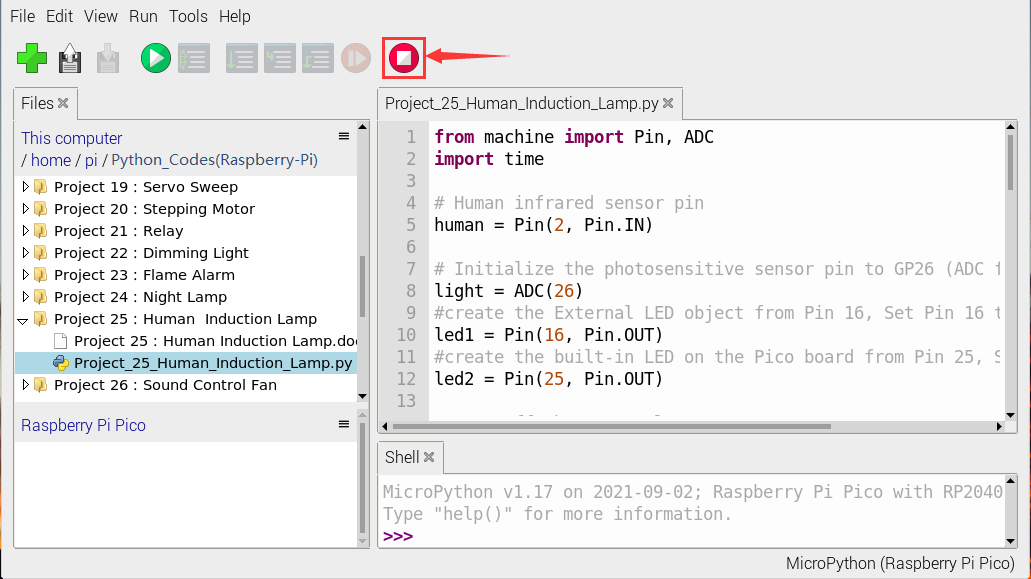 File Edit View Run Tools Help
Files
This computer
/ home / pi / Python_Codes(Raspberry-Pi)
Project 19 : Servo Sweep
Project 20 : Stepping Motor
Project 21 : Relay
Project 22 : Dimming Light
Project 23 : Flame Alarm
Project 24 : Night Lamp
Project 25 : Human  Induction Lamp
Project 25 : Human Induction Lamp.do
Project_25_Human_Induction_Lamp.py
Project 26 : Sound Control Fan
Raspberry Pi Pico
Project_25_Human_Induction_Lamp.py
1 from machine import Pin, ADC
2 import time
3
4 # Human infrared sensor pin
5 human = Pin(2, Pin.IN)
6
7 # Initialize the photosensitive sensor pin to GP26 (ADC
8 light = ADC(26)
9 #create the External LED object from Pin 16, Set Pin 16
10 led1 = Pin(16, Pin.OUT)
11 #create the built-in LED on the Pico board from Pin 25,
12 led2 = Pin(25, Pin.OUT)
13
Shell
MicroPython v1.17 on 2021-09-02; Raspberry Pi Pico with RP2040
Type "help()" for more information.
>>>
MicroPython (Raspberry Pi Pico)